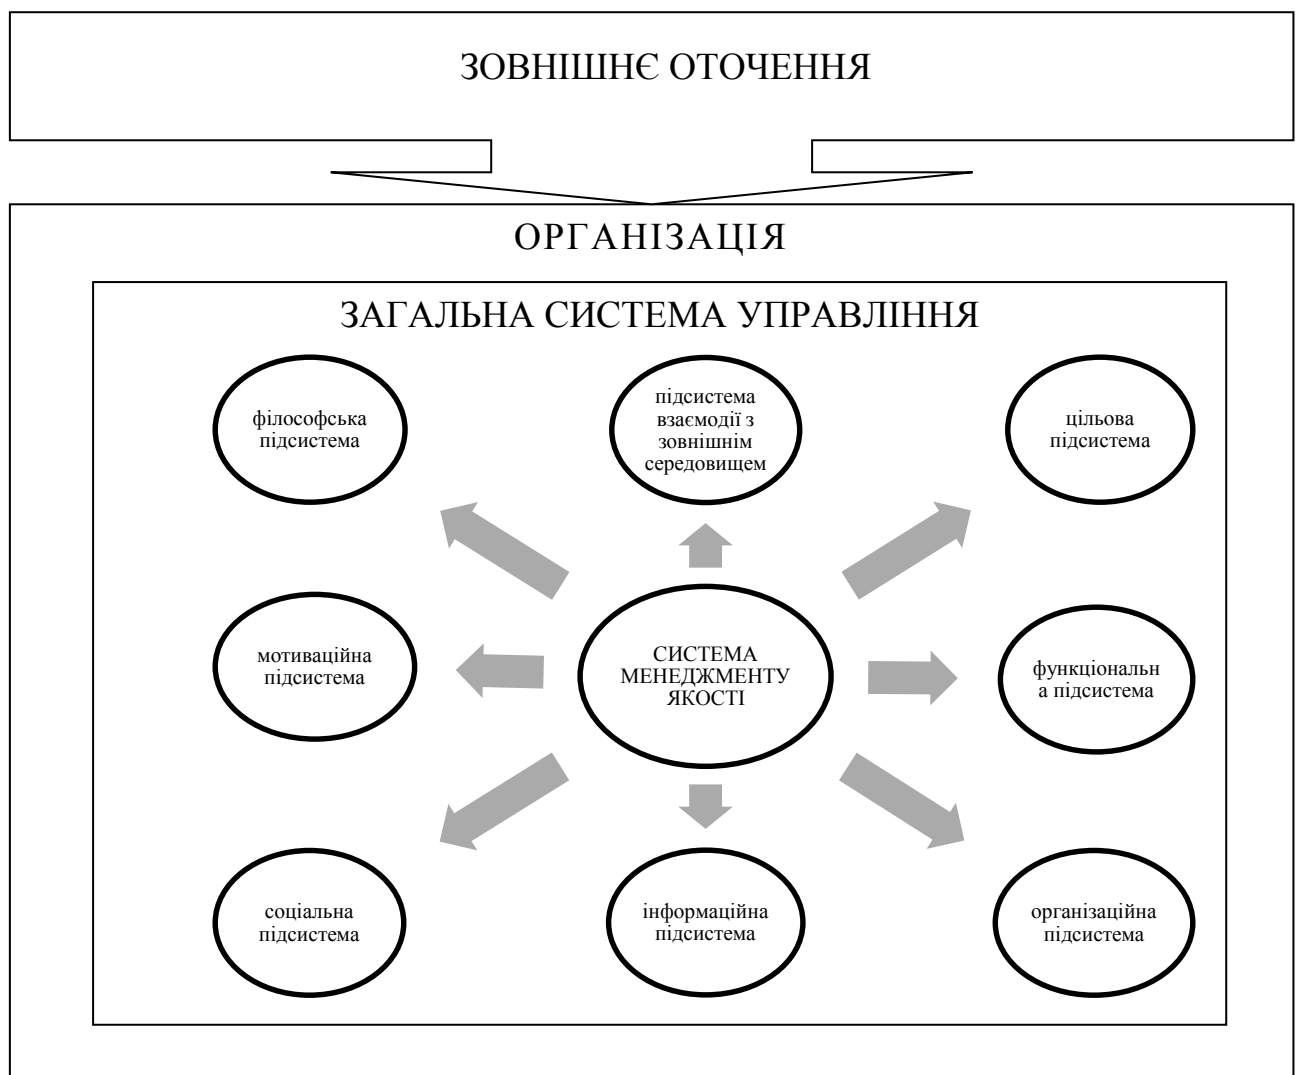 ЗОВНІШНЄ ОТОЧЕННЯ
ОРГАНІЗАЦІЯ
ЗАГАЛЬНА СИСТЕМА УПРАВЛІННЯ
філософська
підсистема
підсистема
взаємодії з
зовнішнім
середовищем
цільова
підсистема
мотиваційна
підсистема
СИСТЕМА
МЕНЕДЖМЕНТУ
ЯКОСТІ
функціональн
а підсистема
соціальна
підсистема
інформаційна
підсистема
організаційна
підсистема